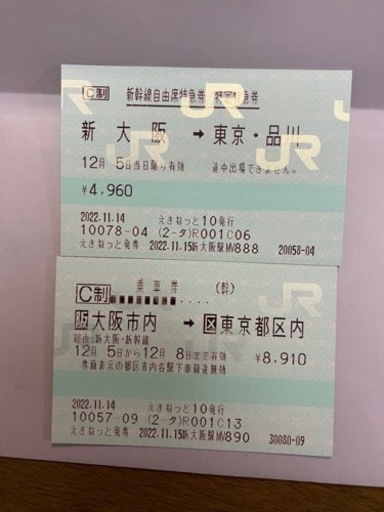 C制 新幹線自由席特急券/特定特急券
新大阪 → 東京・品川
12月 5日当日限り有効 途中出場できません。
¥4,960
2022.11.14 えきねっと10発行
10078-04 (2-タ)R001C06
えきねっと発券 2022.11.15新大阪駅MV888 20058-04
C制 乗車券 (幹)
阪大阪市内 → 区東京都区内
経由:新大阪・新幹線
12月 5日から12月 8日まで有効 ¥8,910
券面表示の都区市内各駅下車前途無効
2022.11.14 えきねっと10発行
10057-09 (2-タ)R001C13
えきねっと発券 2022.11.15新大阪駅MV890 30080-09